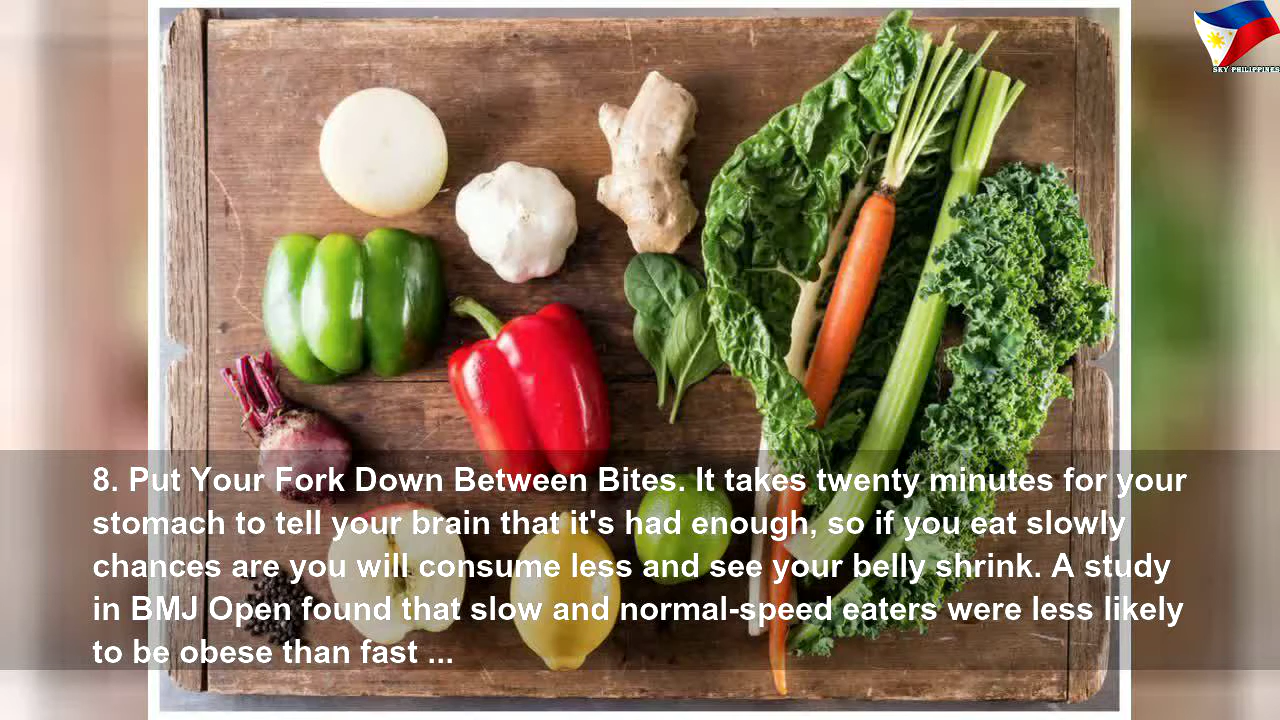 SKY PHILIPPINES
8. Put Your Fork Down Between Bites. It takes twenty minutes for your
stomach to tell your brain that it's had enough, so if you eat slowly
chances are you will consume less and see your belly shrink. A study
in BMJ Open found that slow and normal-speed eaters were less likely
to be obese than fast ...